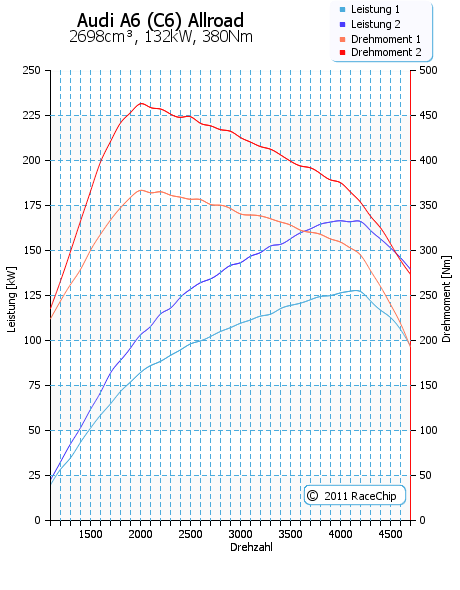 Audi A6 (C6) Allroad
2698cm³, 132kW, 380Nm
Leistung 1
Leistung 2
Drehmoment 1
Drehmoment 2
250
225
200
175
150
125
100
75
50
25
0
Leistung [kW]
500
450
400
350
300
250
200
150
100
50
0
Drehmoment [Nm]
© 2011 RaceChip
1500 2000 2500 3000 3500 4000 4500
Drehzahl